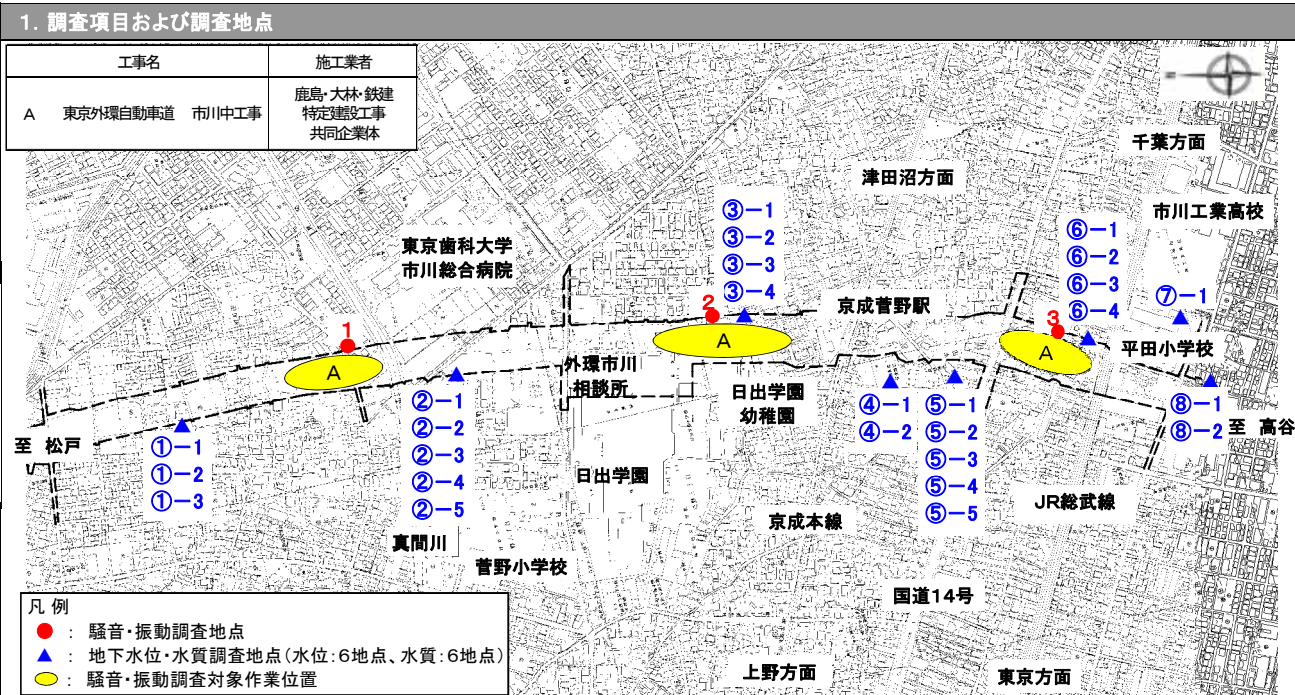 1. 調査項目および調査地点
工事名
施工業者
A 東京外環自動車道 市川中工事
鹿島・大林・鉄建
特定建設工事
共同企業体
千葉方面
津田沼方面
市川工業高校
東京歯科大学
市川総合病院
③－1
③－2
③－3
③－4
⑥－1
⑥－2
⑥－3
⑥－4
⑦－1
京成菅野駅
1
2
3
A
A
A
平田小学校
外環市川
相談所
日出学園
幼稚園
④－1
④－2
⑤－1
⑤－2
⑤－3
⑤－4
⑤－5
⑧－1
⑧－2
至 高谷
至 松戸
①－1
①－2
①－3
②－1
②－2
②－3
②－4
②－5
日出学園
JR総武線
京成本線
真間川
菅野小学校
国道14号
上野方面
東京方面
凡 例
： 騒音・振動調査地点
： 地下水位・水質調査地点(水位：6地点、水質：6地点)
： 騒音・振動調査対象作業位置